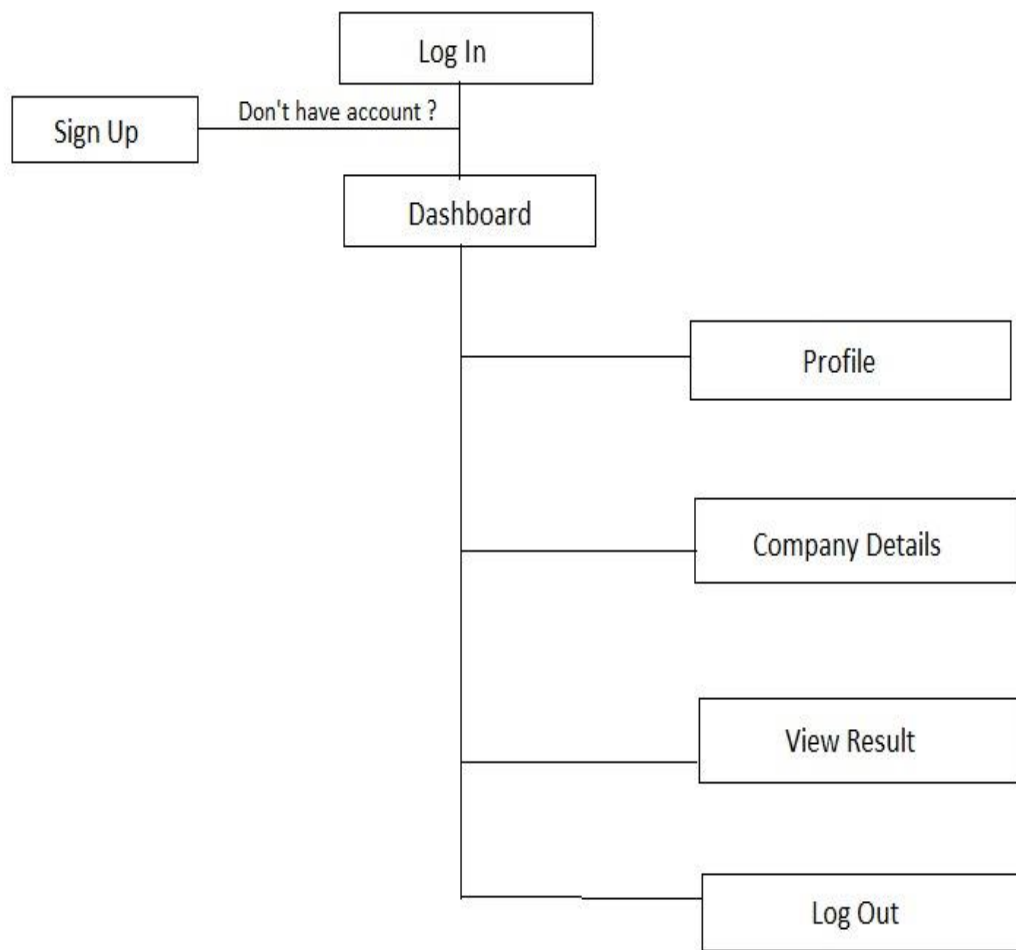 Log In
Don't have account ?
Sign Up
Dashboard
Profile
Company Details
View Result
Log Out